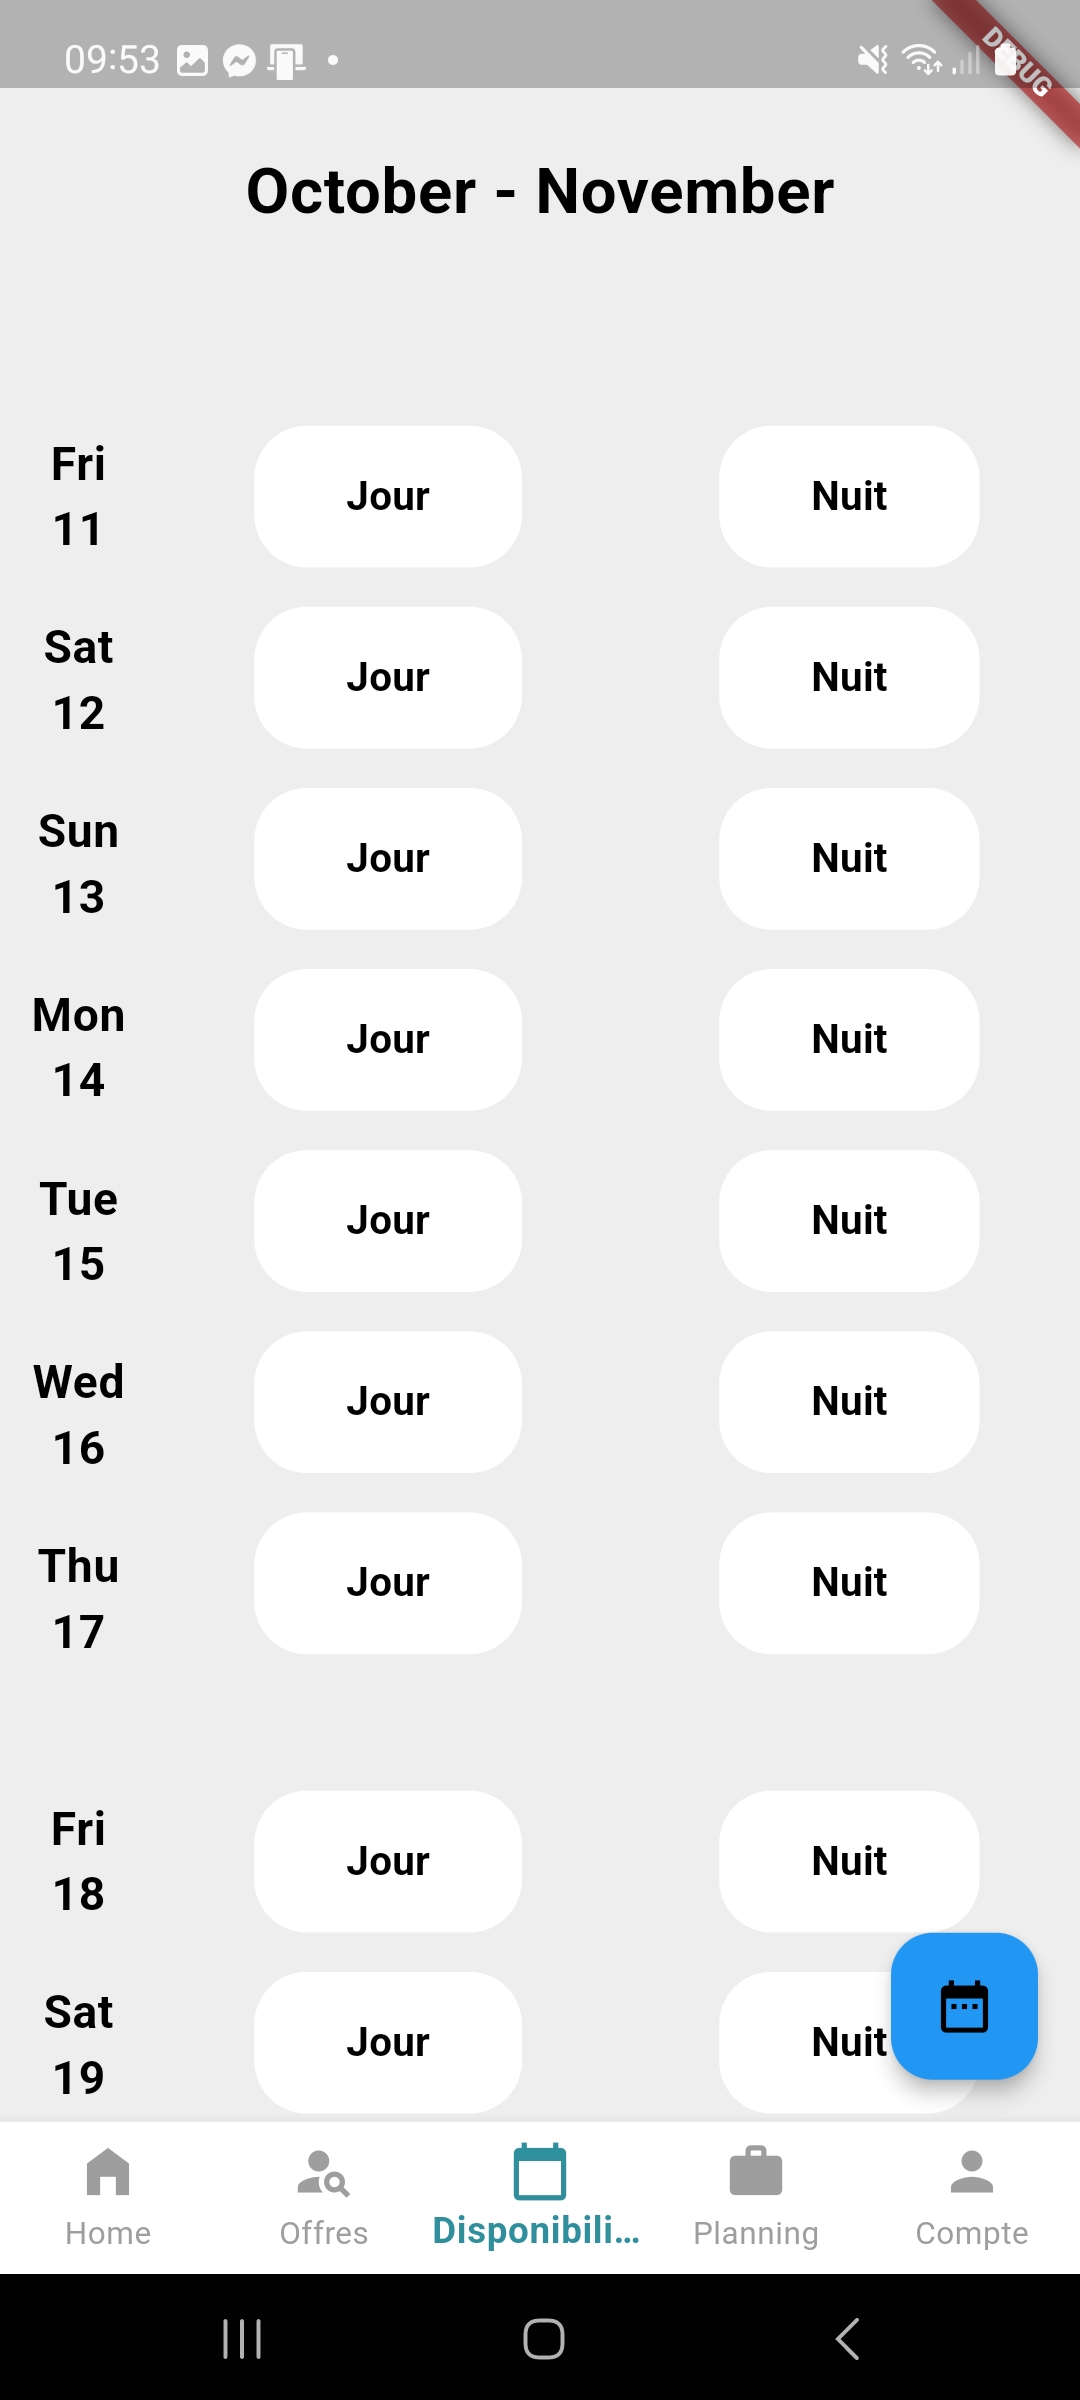 09:53
DEBUG
October - November
Fri
11
Jour
Nuit
Sat
12
Jour
Nuit
Sun
13
Jour
Nuit
Mon
14
Jour
Nuit
Tue
15
Jour
Nuit
Wed
16
Jour
Nuit
Thu
17
Jour
Nuit
Fri
18
Jour
Nuit
Sat
19
Jour
Nuit
Home
Offres
Disponibili...
Planning
Compte